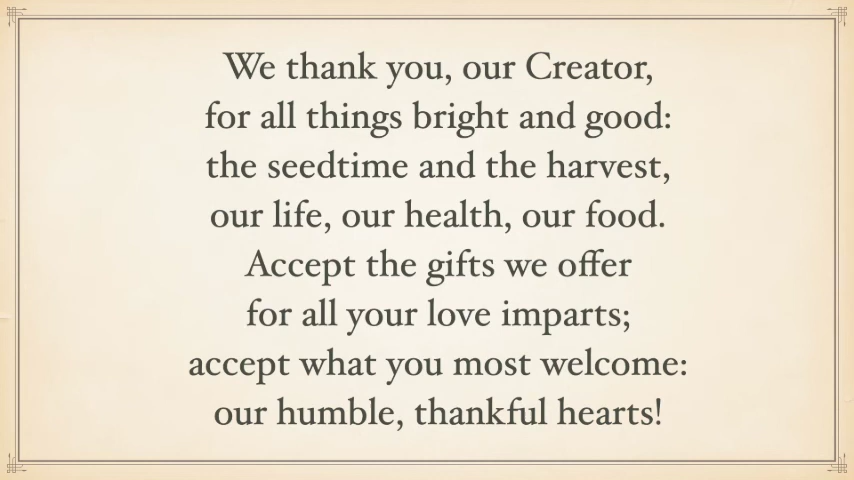 We thank you, our Creator,
for all things bright and good:
the seedtime and the harvest,
our life, our health, our food.
Accept the gifts we offer
for all your love imparts;
accept what you most welcome:
our humble, thankful hearts!